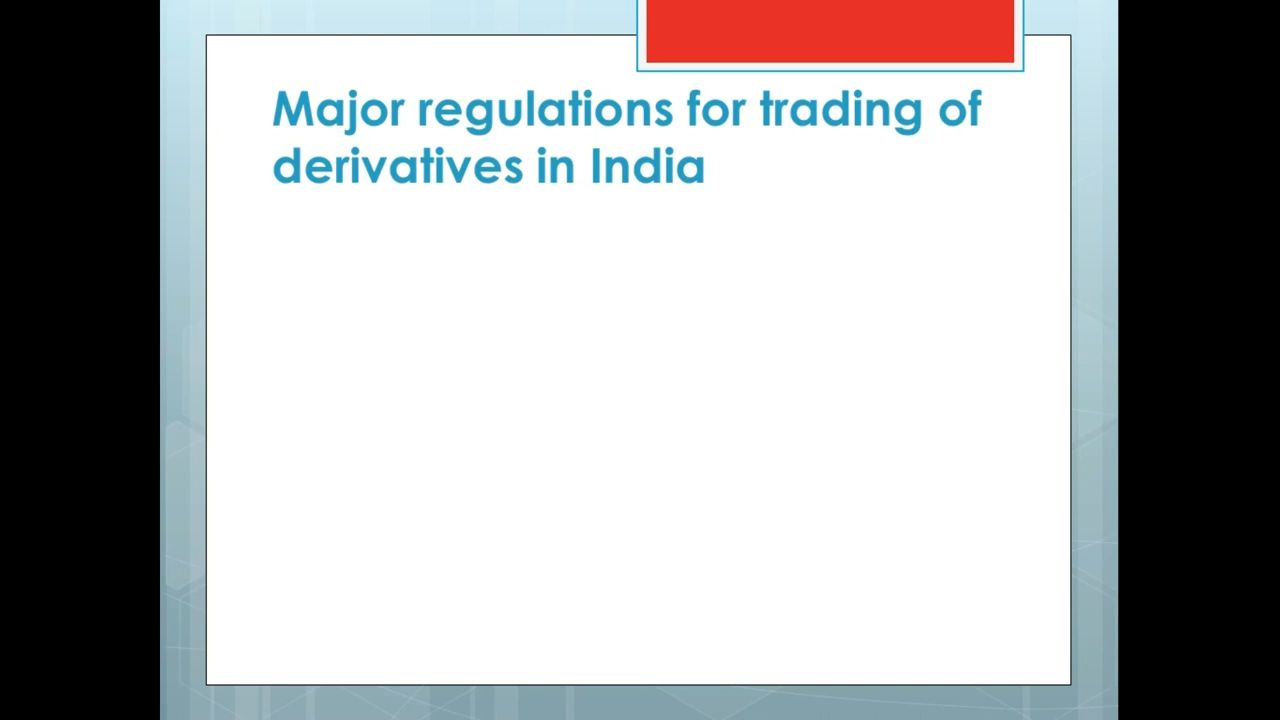 Major regulations for trading of
derivatives in India